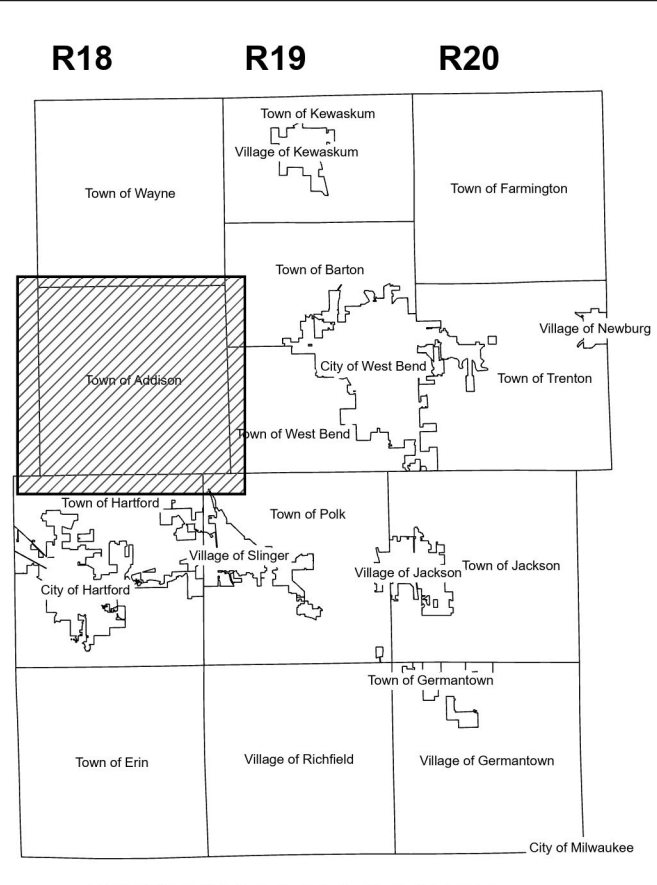 R18 R19 R20
Town of Kewaskum
Village of Kewaskum
Town of Wayne
Town of Farmington
Town of Barton
Village of Newburg
City of West Bend
Town of Addison
Town of Trenton
Town of West Bend
Town of Hartford
Town of Polk
Village of Slinger
Town of Jackson
Village of Jackson
City of Hartford
Town of Germantown
Town of Erin
Village of Richfield
Village of Germantown
City of Milwaukee